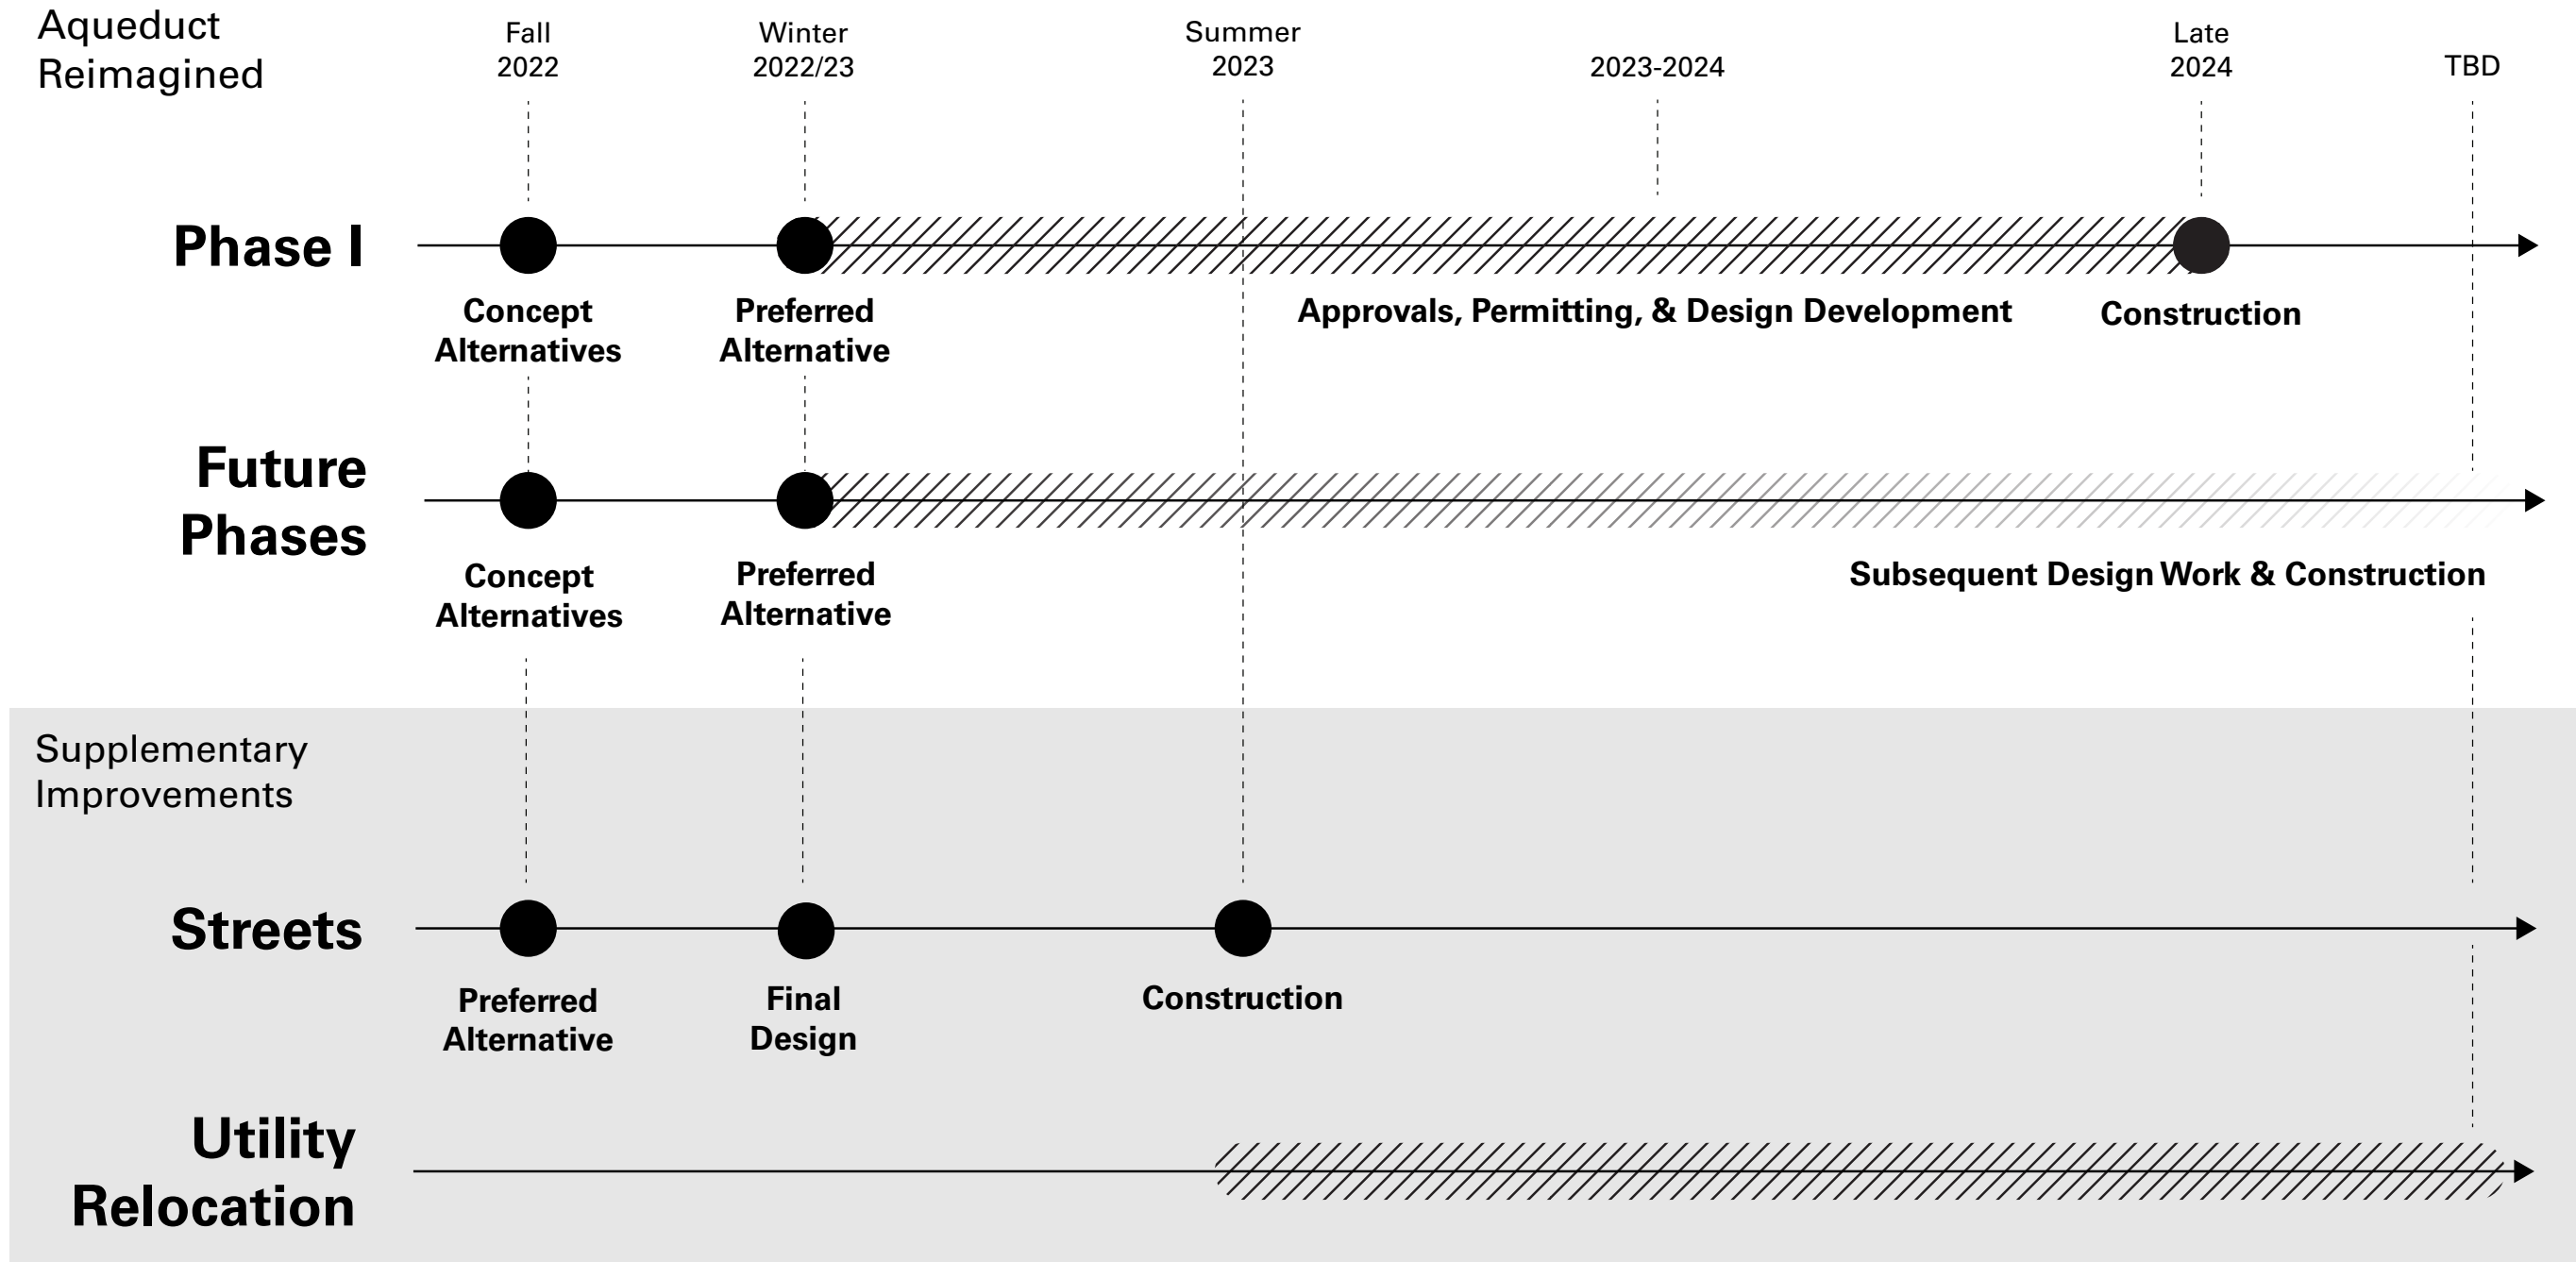 Aqueduct
Reimagined
Fall
2022
Winter
2022/23
Summer
2023
2023-2024
Late
2024
TBD
Phase I
Concept
Alternatives
Preferred
Alternative
Approvals, Permitting, & Design Development
Construction
Future
Phases
Concept
Alternatives
Preferred
Alternative
Subsequent Design Work & Construction
Supplementary
Improvements
Streets
Preferred
Alternative
Final
Design
Construction
Utility
Relocation